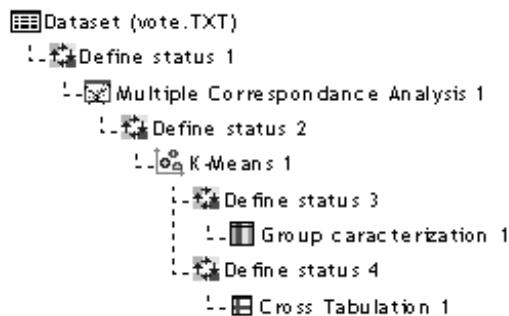 Dataset (vote.TXT)
Define status 1
Multiple Correspondance Analysis 1
Define status 2
K-Means 1
Define status 3
Group caracterization 1
Define status 4
Cross Tabulation 1